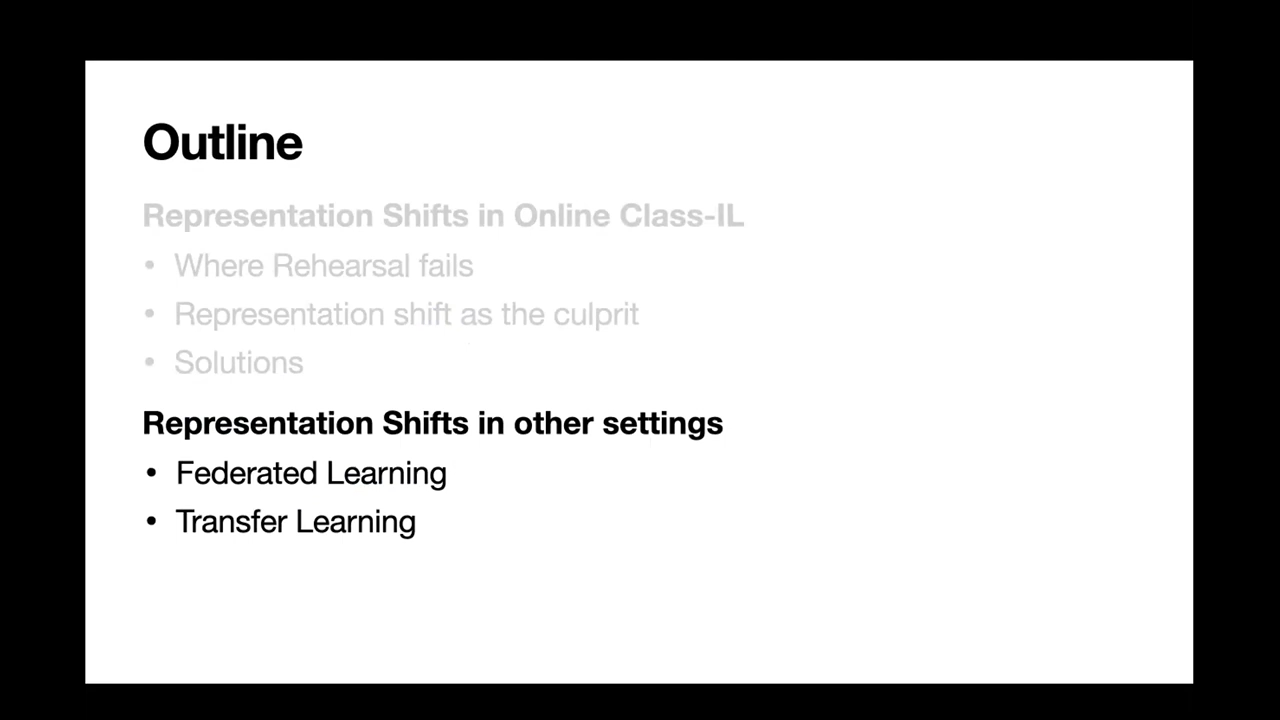 Outline
Representation Shifts in Online Class-IL
• Where Rehearsal fails
• Representation shift as the culprit
• Solutions
Representation Shifts in other settings
• Federated Learning
• Transfer Learning